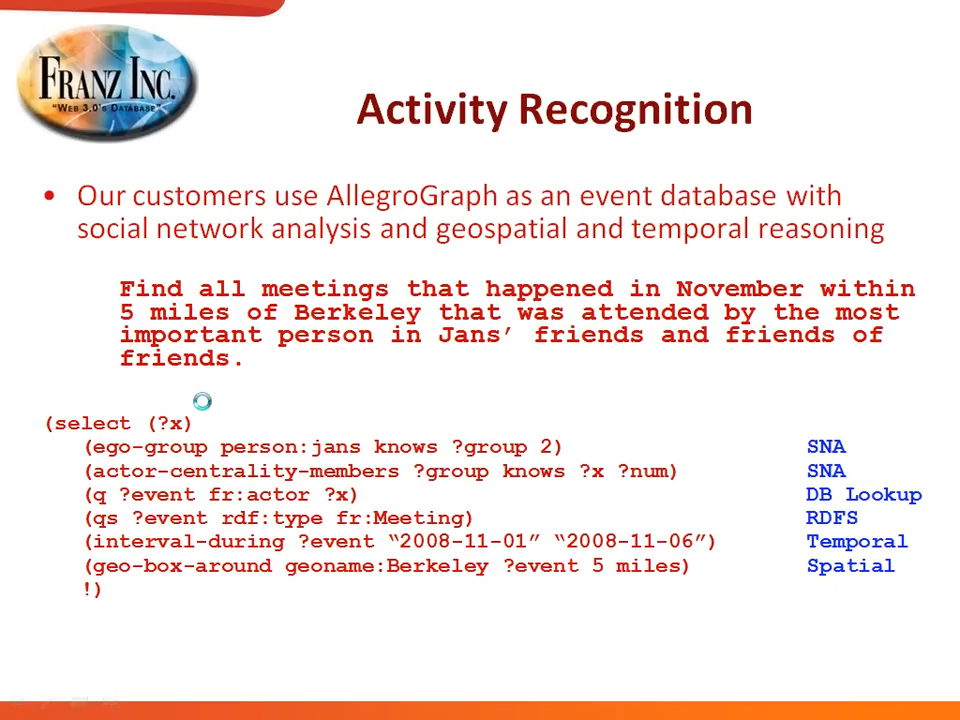 FRANZ INC.
"WEB 3.0'S DATABASE"
Activity Recognition
• Our customers use AllegroGraph as an event database with
social network analysis and geospatial and temporal reasoning
Find all meetings that happened in November within
5 miles of Berkeley that was attended by the most
important person in Jans’ friends and friends of
friends.
(select (?x)
(ego-group person:jans knows ?group 2) SNA
(actor-centrality-members ?group knows ?x ?num) SNA
(q ?event fr:actor ?x) DB Lookup
(qs ?event rdf:type fr:Meeting) RDFS
(interval-during ?event “2008-11-01” “2008-11-06”) Temporal
(geo-box-around geoname:Berkeley ?event 5 miles) Spatial
!)